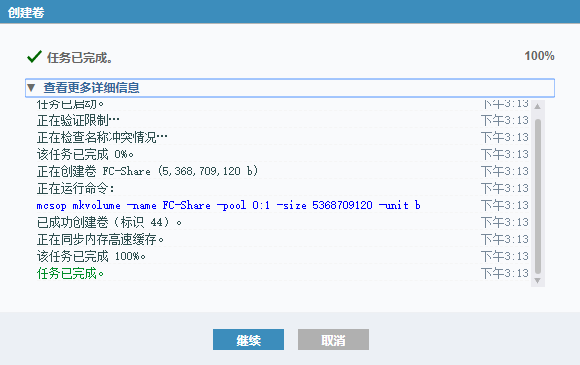 创建卷
任务已完成。 100%
查看更多详细信息
任务已启动。 下午3:13
正在验证限制… 下午3:13
正在检查名称冲突情况… 下午3:13
该任务已完成 0%。 下午3:13
正在创建卷 FC-Share (5,368,709,120 b) 下午3:13
正在运行命令： 下午3:13
mcsop mkvolume -name FC-Share -pool 0:1 -size 5368709120 -unit b 下午3:13
已成功创建卷（标识 44）。 下午3:13
正在同步内存高速缓存。 下午3:13
该任务已完成 100%。 下午3:13
任务已完成。 下午3:13
继续 取消